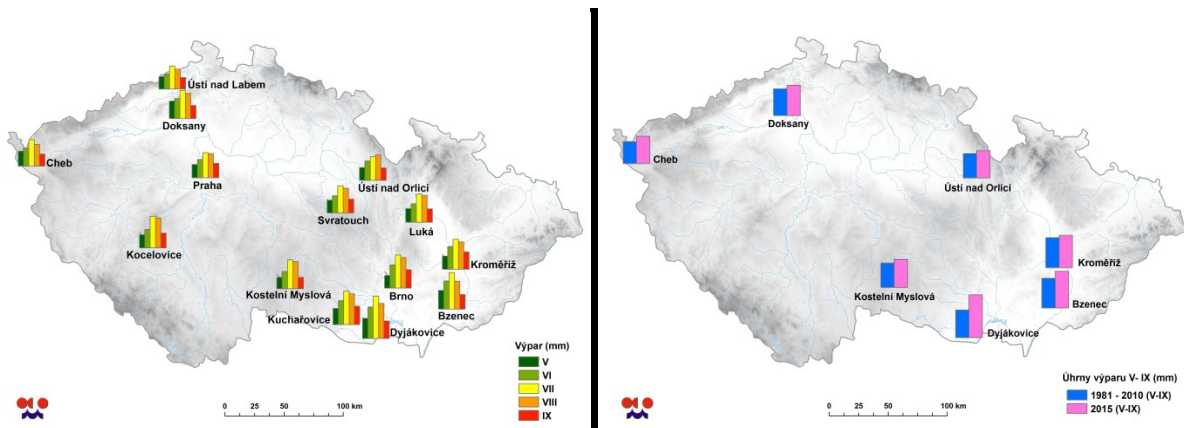 Ústí nad Labem
Doksany
Cheb
Praha
Ústí nad Orlicí
Svratouch
Luká
Kocelovice
Kroměříž
Kostelní Myslová
Brno
Bzenec
Kuchařovice
Dyjákovice
Výpar (mm)
V
VI
VII
VIII
IX
0 25 50 100 km
Doksany
Cheb
Ústí nad Orlicí
Kroměříž
Kostelní Myslová
Bzenec
Dyjákovice
Úhrny výparu V- IX (mm)
1981 - 2010 (V-IX)
2015 (V-IX)
0 25 50 100 km